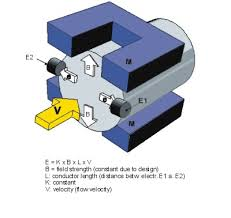 M
E2
B
E1
V
B
M
E = K x B x L x V
B = field strength (constant due to design)
L: conductor length (distance betw electr. E1 a. E2)
K: constant
V: velocity (flow velocity)